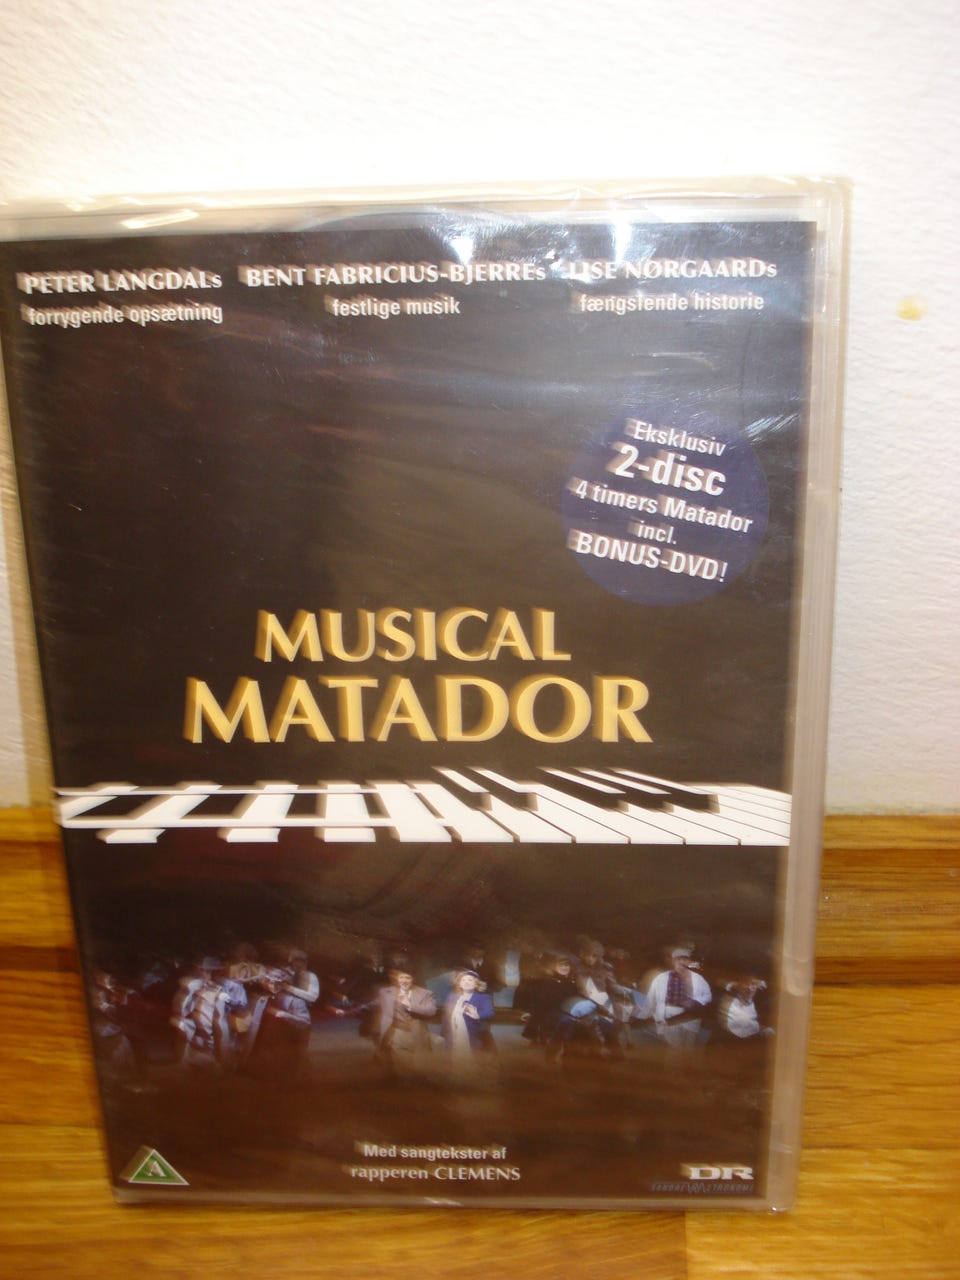 PETER LANGDALs
forrygende opsætning
BENT FABRICIUS-BJERREs
festlige musik
LISE NØRGAARDs
fængslende historie
Eksklusiv
2-disc
4 timers Matador
incl.
BONUS-DVD!
MUSICAL
MATADOR
Med sangtekster af
rapperen CLEMENS
A
DR